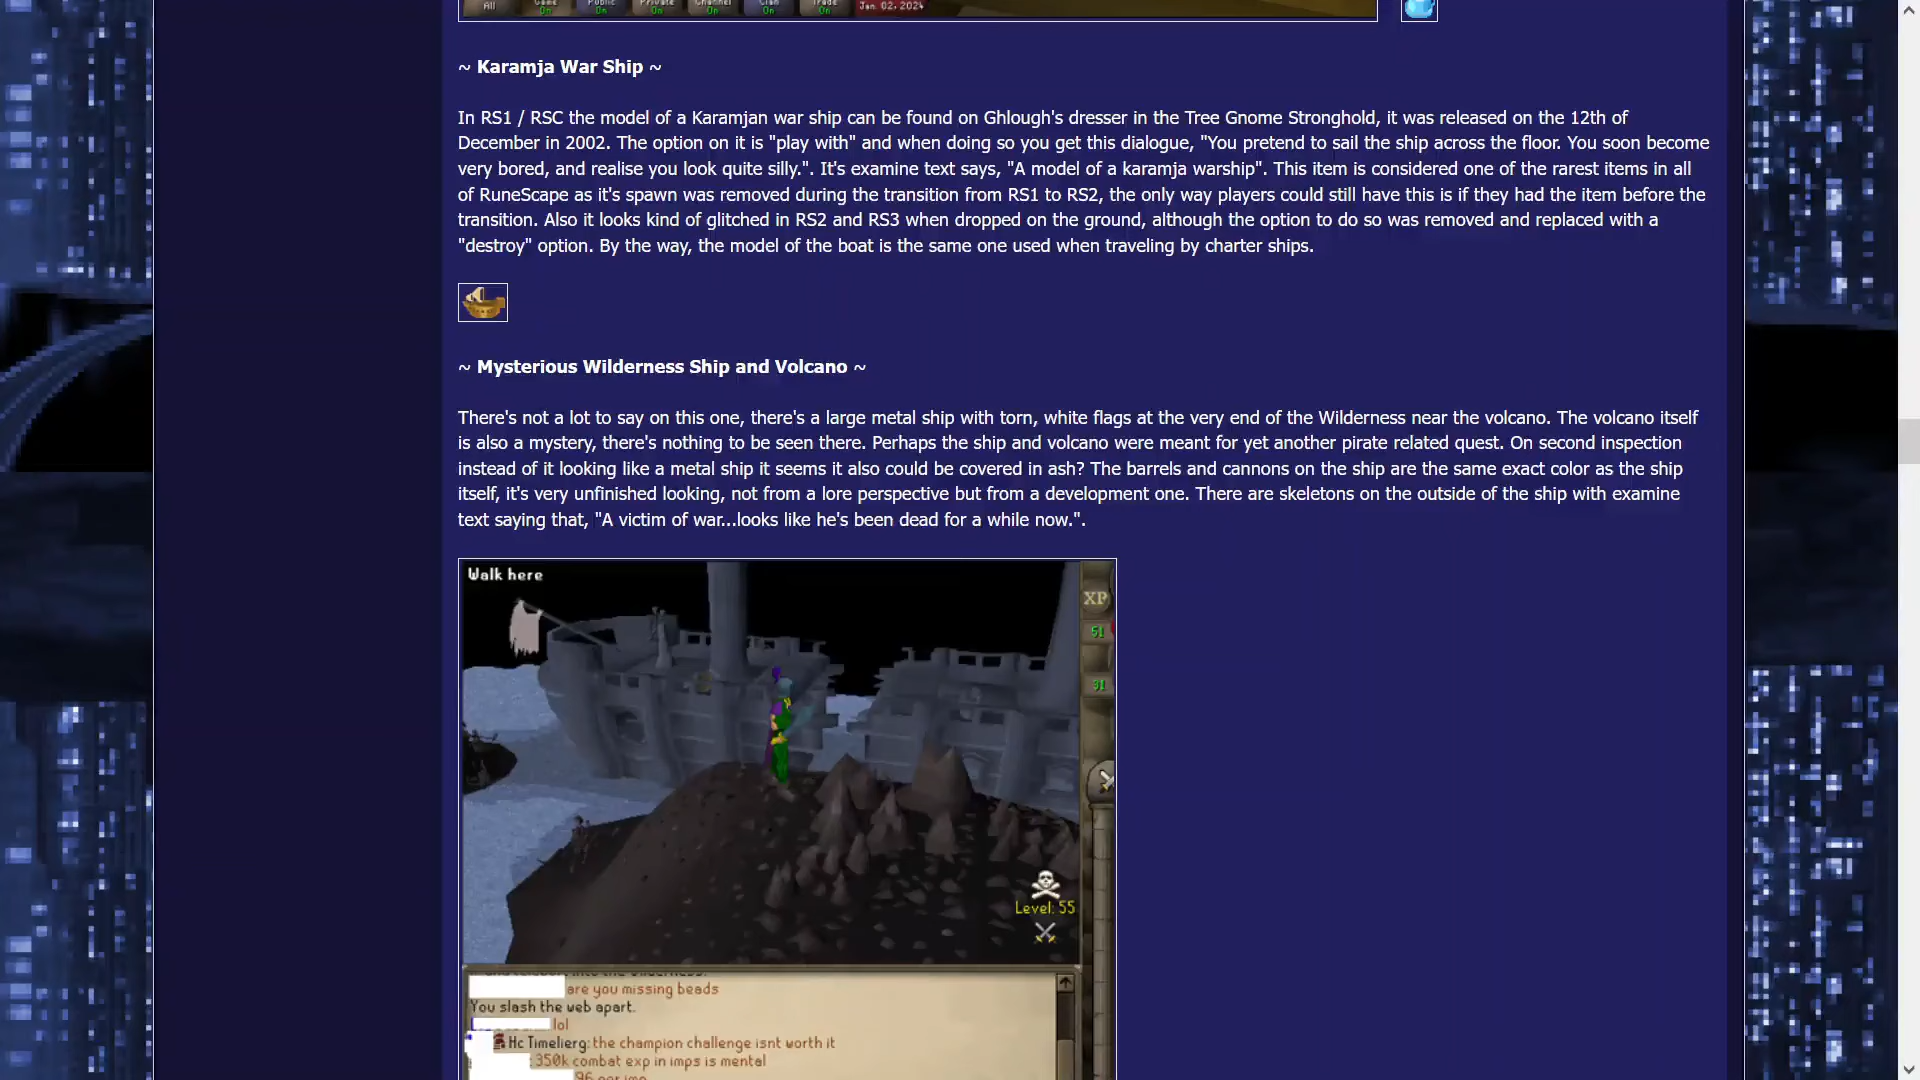 All Game Public Private Channel Clan Trade Jan. 02, 2024
On On On On On On
~ Karamja War Ship ~
In RS1 / RSC the model of a Karamjan war ship can be found on Ghlough's dresser in the Tree Gnome Stronghold, it was released on the 12th of
December in 2002. The option on it is "play with" and when doing so you get this dialogue, "You pretend to sail the ship across the floor. You soon become
very bored, and realise you look quite silly.". It's examine text says, "A model of a karamja warship". This item is considered one of the rarest items in all
of RuneScape as it's spawn was removed during the transition from RS1 to RS2, the only way players could still have this is if they had the item before the
transition. Also it looks kind of glitched in RS2 and RS3 when dropped on the ground, although the option to do so was removed and replaced with a
"destroy" option. By the way, the model of the boat is the same one used when traveling by charter ships.
~ Mysterious Wilderness Ship and Volcano ~
There's not a lot to say on this one, there's a large metal ship with torn, white flags at the very end of the Wilderness near the volcano. The volcano itself
is also a mystery, there's nothing to be seen there. Perhaps the ship and volcano were meant for yet another pirate related quest. On second inspection
instead of it looking like a metal ship it seems it also could be covered in ash? The barrels and cannons on the ship are the same exact color as the ship
itself, it's very unfinished looking, not from a lore perspective but from a development one. There are skeletons on the outside of the ship with examine
text saying that, "A victim of war...looks like he's been dead for a while now.".
Walk here
XP
51
31
Level: 55
are you missing beads
You slash the web apart.
lol
Hc Timelierg: the champion challenge isnt worth it
350k combat exp in imps is mental